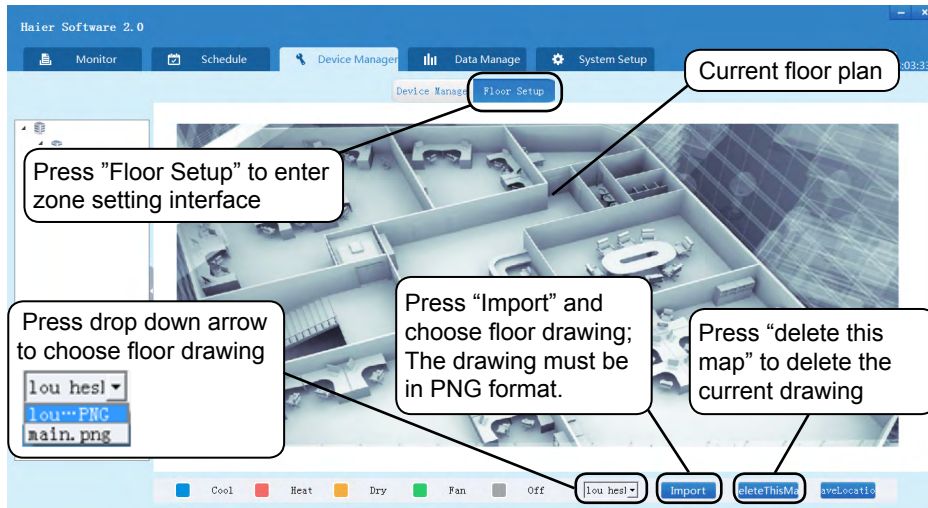 Haier Software 2.0
Monitor
Schedule
Device Manager
Data Manage
System Setup
:03:33
Device Manage
Floor Setup
Current floor plan
Press ”Floor Setup” to enter
zone setting interface
Press drop down arrow
to choose floor drawing
lou hesl
lou…PNG
main.png
Press “Import” and
choose floor drawing;
The drawing must be
in PNG format.
Press “delete this
map” to delete the
current drawing
Cool
Heat
Dry
Fan
Off
lou hesl
Import
eleteThisMa
aveLocatio